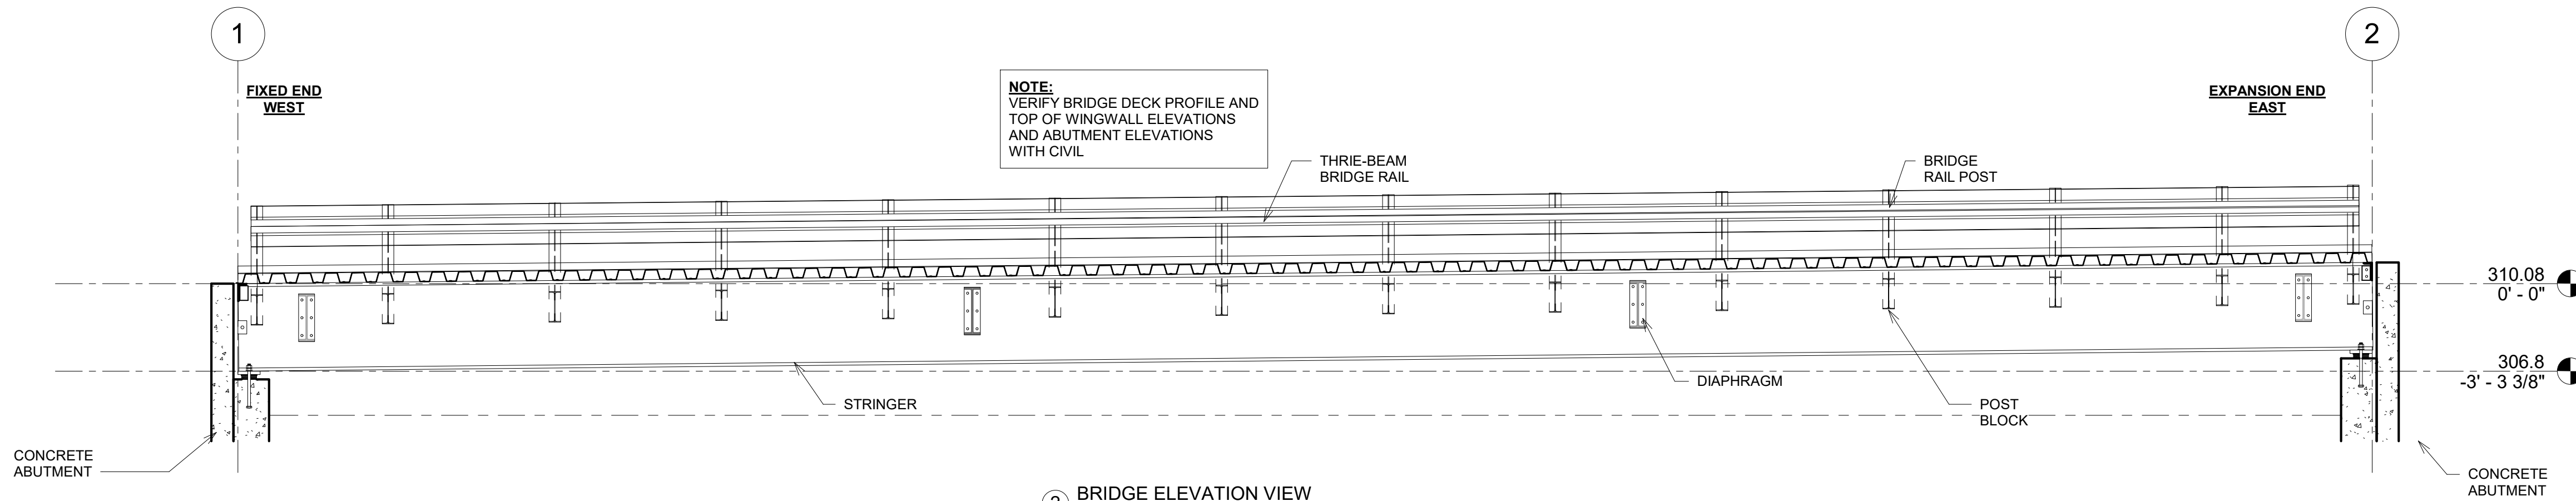 1
2
FIXED END
WEST
NOTE:
VERIFY BRIDGE DECK PROFILE AND
TOP OF WINGWALL ELEVATIONS
AND ABUTMENT ELEVATIONS
WITH CIVIL
EXPANSION END
EAST
THRIE-BEAM
BRIDGE RAIL
BRIDGE
RAIL POST
310.08
0' - 0"
306.8
-3' - 3 3/8"
DIAPHRAGM
STRINGER
POST
BLOCK
CONCRETE
ABUTMENT
CONCRETE
ABUTMENT
BRIDGE ELEVATION VIEW